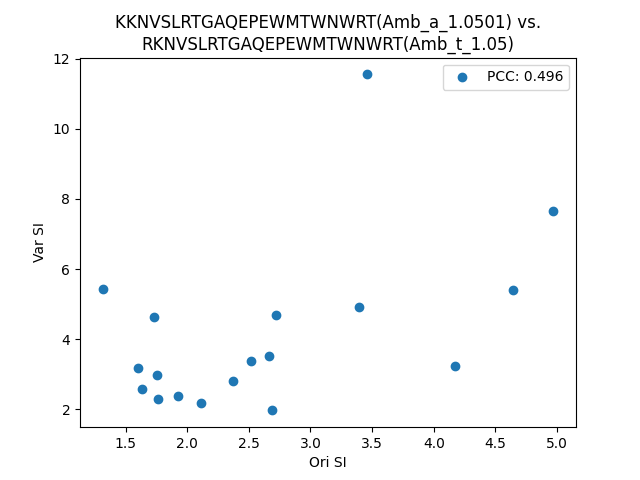 KKNVSLRTGAQEPEWMTWNWRT(Amb_a_1.0501) vs.
RKNVSLRTGAQEPEWMTWNWRT(Amb_t_1.05)
PCC: 0.496
12
10
8
6
4
2
Var SI
1.5 2.0 2.5 3.0 3.5 4.0 4.5 5.0
Ori SI